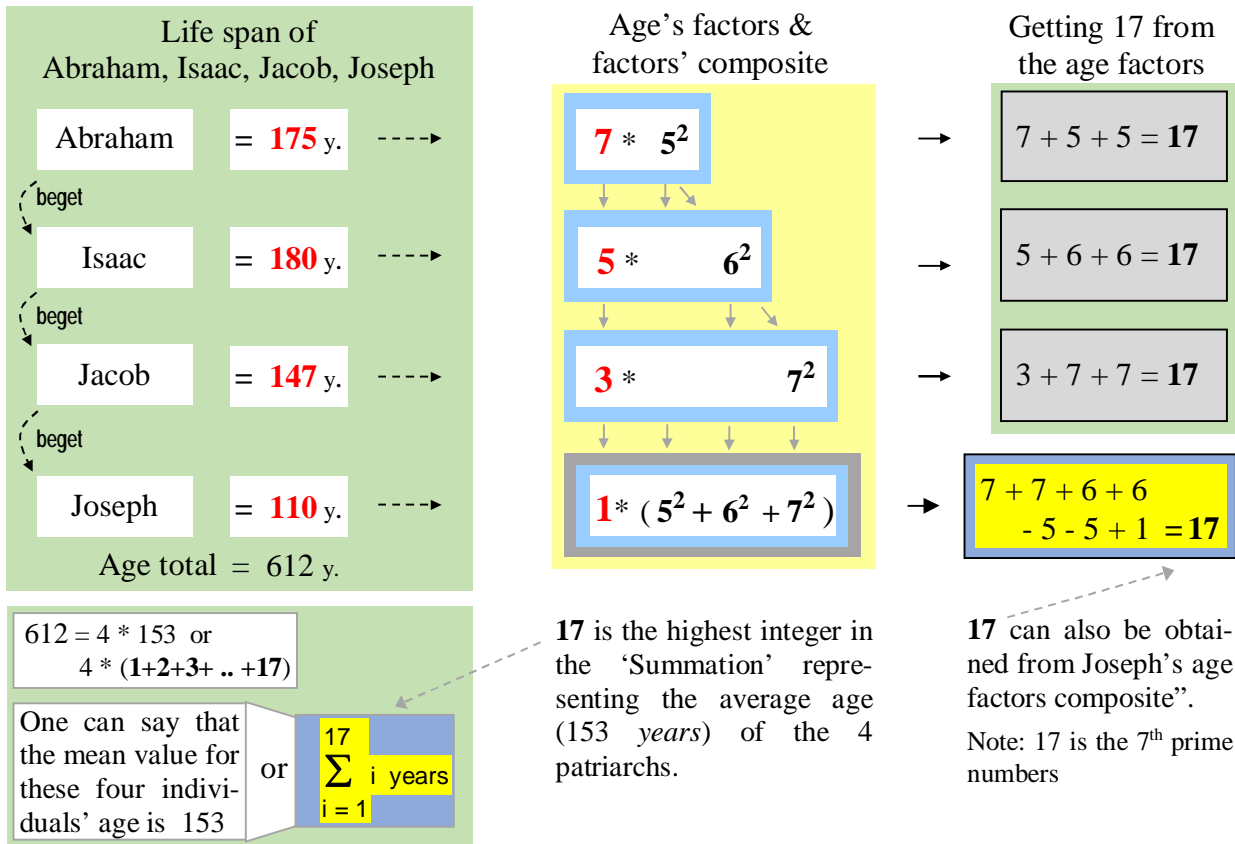 Life span of
Abraham, Isaac, Jacob, Joseph
Age's factors &
factors' composite
Getting 17 from
the age factors
Abraham = 175 y. 7 * 5² 7 + 5 + 5 = 17
beget
Isaac = 180 y. 5 * 6² 5 + 6 + 6 = 17
beget
Jacob = 147 y. 3 * 7² 3 + 7 + 7 = 17
beget
Joseph = 110 y. 1* ( 5² + 6² + 7² )
7 + 7 + 6 + 6
- 5 - 5 + 1 = 17
Age total = 612 y.
612 = 4 * 153 or
4 * (1+2+3+ .. +17)
One can say that
the mean value for
these four indivi-
duals' age is 153
or
17
Σ i years
i = 1
17 is the highest integer in
the ‘Summation’ repre-
senting the average age
(153 years) of the 4
patriarchs.
17 can also be obtai-
ned from Joseph's age
factors composite”.
Note: 17 is the 7th prime
numbers